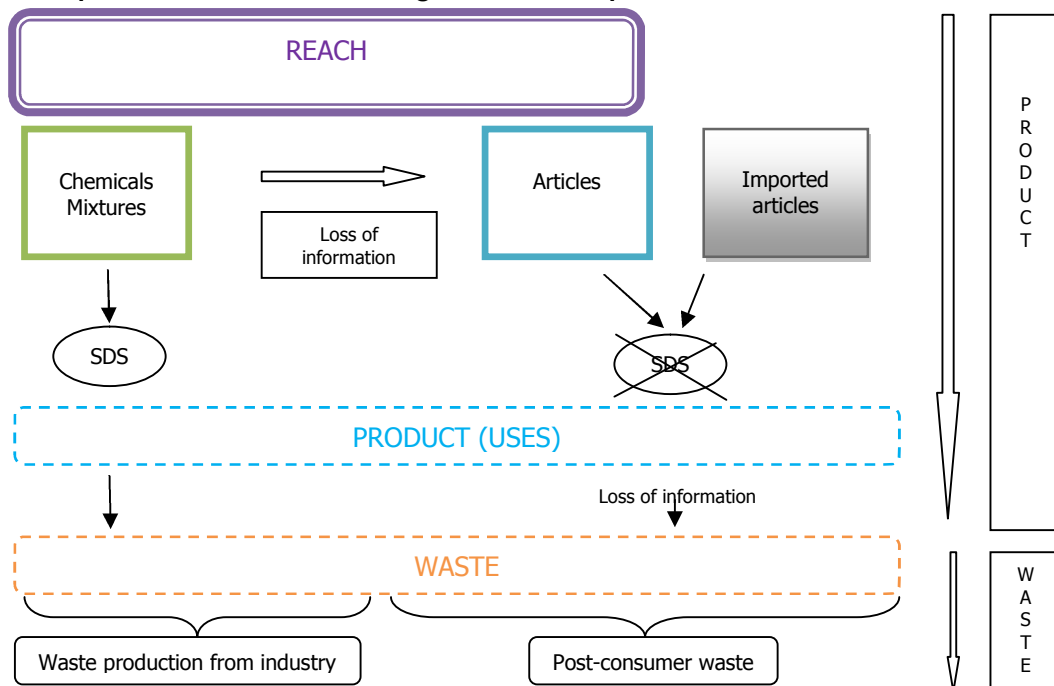 REACH
Chemicals
Mixtures
Loss of
information
Articles
Imported
articles
SDS
SDS
PRODUCT (USES)
Loss of information
WASTE
Waste production from industry
Post-consumer waste
P
R
O
D
U
C
T
W
A
S
T
E